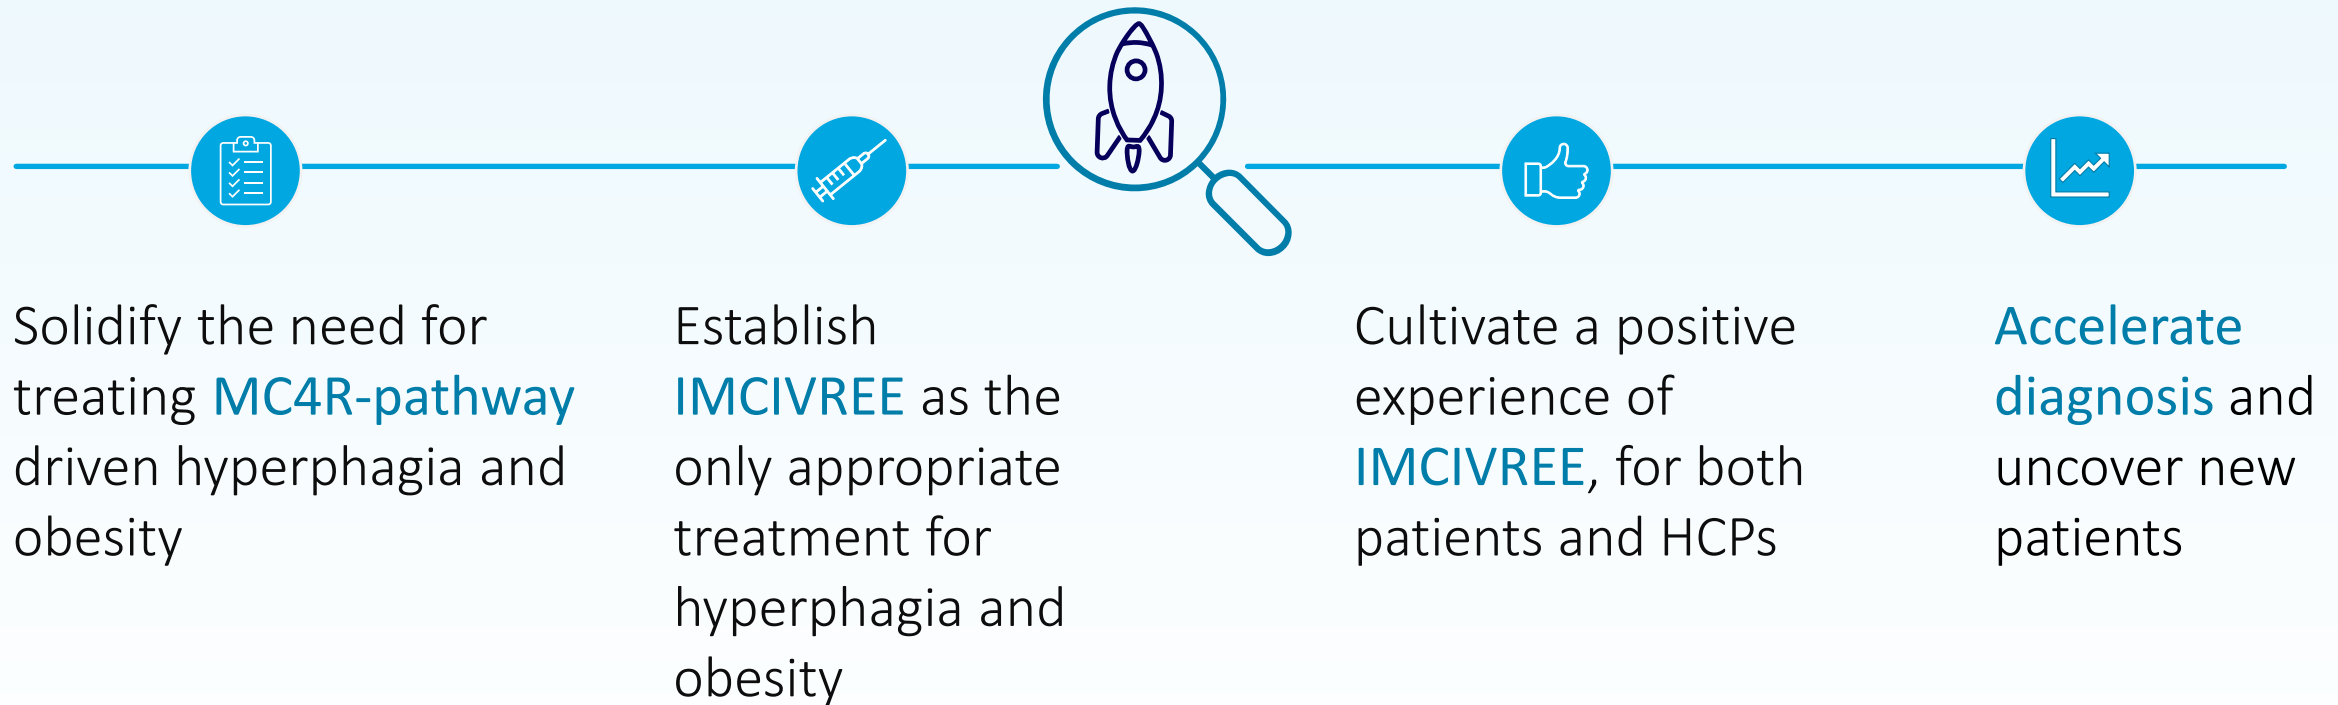 Solidify the need for
treating MC4R-pathway
driven hyperphagia and
obesity
Establish
IMCIVREE as the
only appropriate
treatment for
hyperphagia and
obesity
Cultivate a positive
experience of
IMCIVREE, for both
patients and HCPs
Accelerate
diagnosis and
uncover new
patients